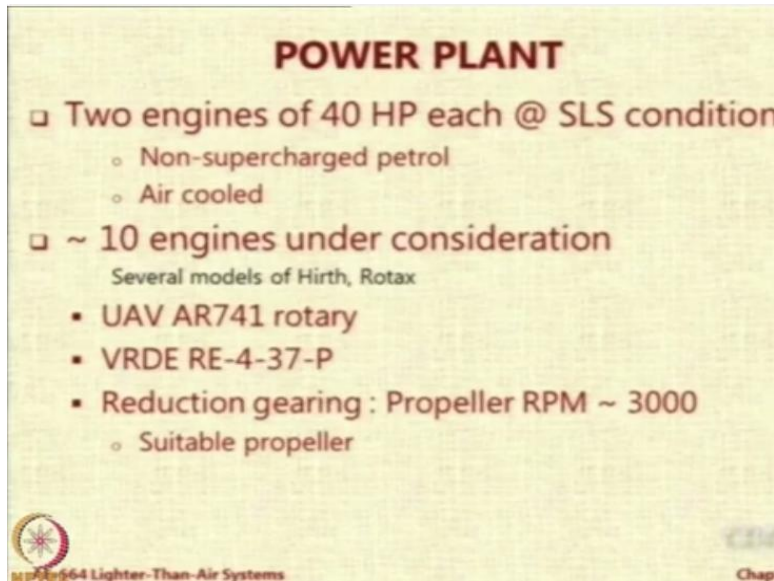 POWER PLANT
Two engines of 40 HP each @ SLS condition
Non-supercharged petrol
Air cooled
~ 10 engines under consideration
Several models of Hirth, Rotax
UAV AR741 rotary
VRDE RE-4-37-P
Reduction gearing : Propeller RPM ~ 3000
Suitable propeller
664 Lighter-Than-Air Systems
Chap